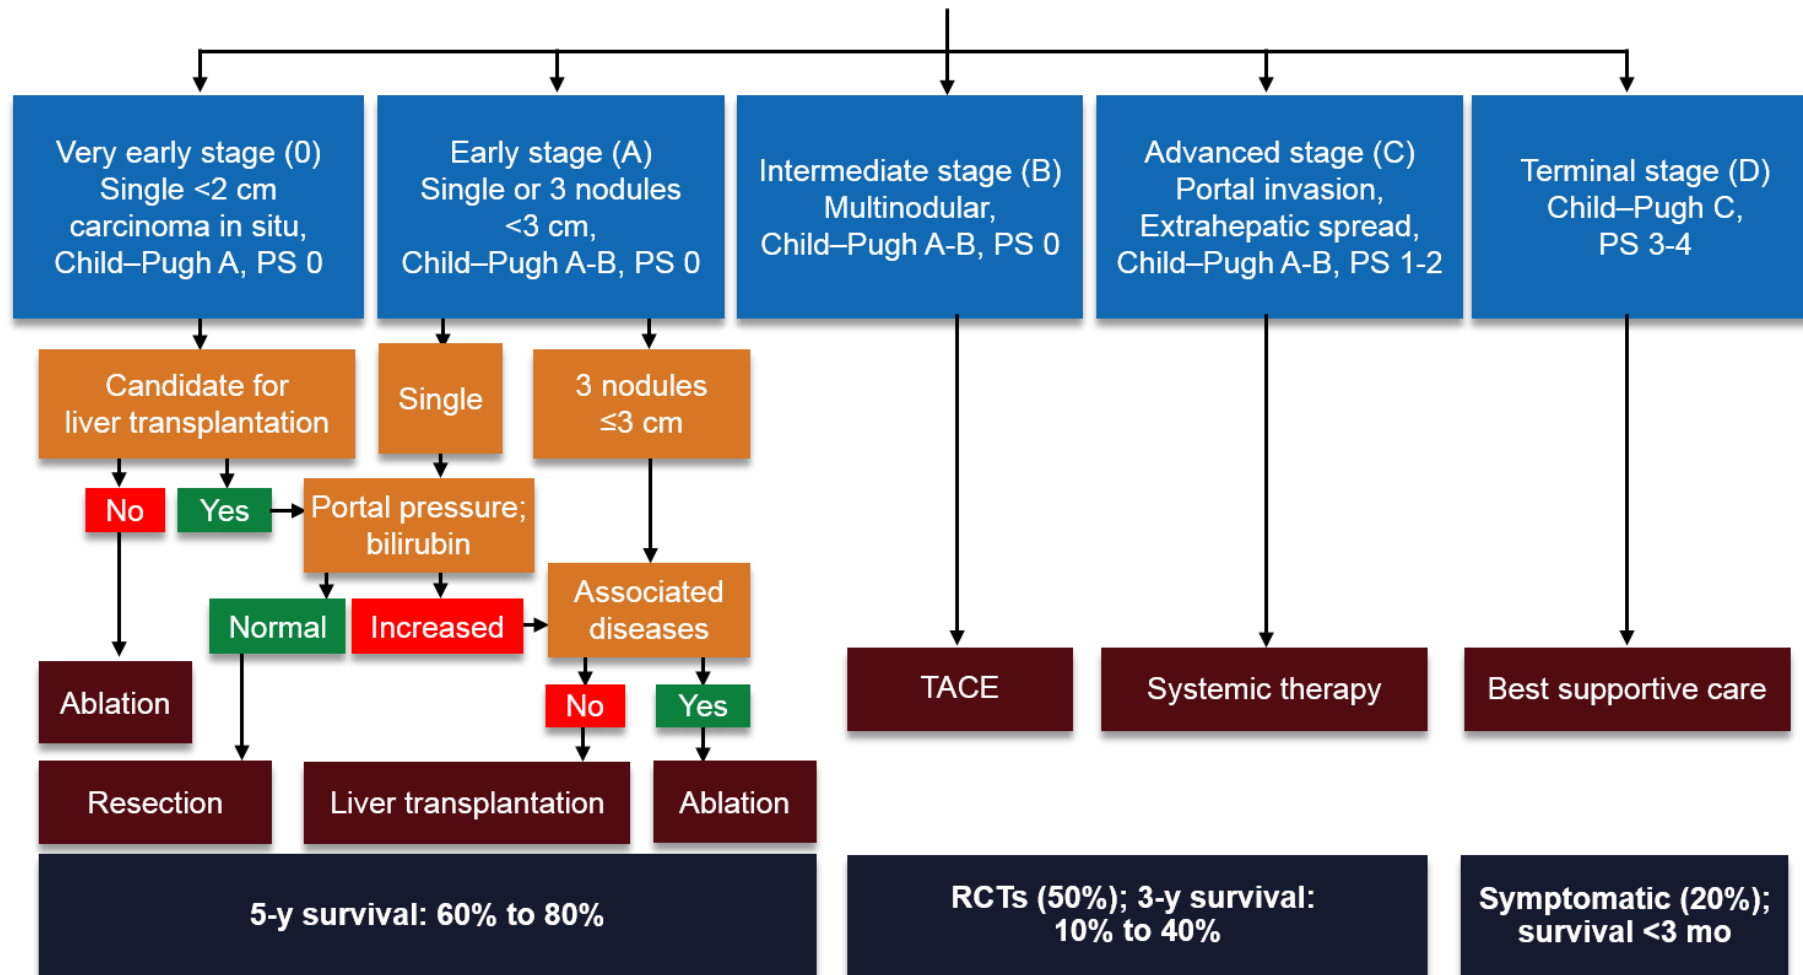 Very early stage (0)
Single <2 cm
carcinoma in situ,
Child–Pugh A, PS 0
Early stage (A)
Single or 3 nodules
<3 cm,
Child–Pugh A-B, PS 0
Intermediate stage (B)
Multinodular,
Child–Pugh A-B, PS 0
Advanced stage (C)
Portal invasion,
Extrahepatic spread,
Child–Pugh A-B, PS 1-2
Terminal stage (D)
Child–Pugh C,
PS 3-4
Candidate for
liver transplantation
Single
3 nodules
≤3 cm
No
Yes
Portal pressure;
bilirubin
Normal
Increased
Associated
diseases
No
Yes
Ablation
Resection
Liver transplantation
Ablation
TACE
Systemic therapy
Best supportive care
5-y survival: 60% to 80%
RCTs (50%); 3-y survival:
10% to 40%
Symptomatic (20%);
survival <3 mo